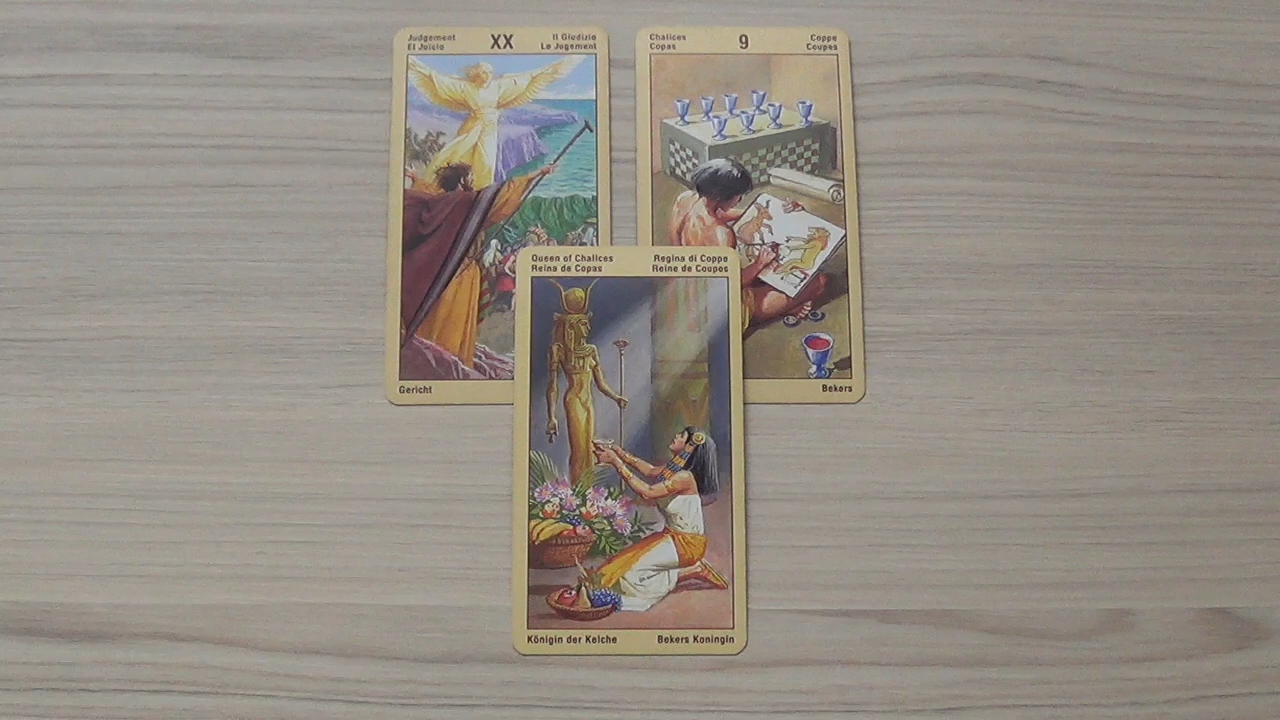 Judgement XX Il Giudizio
El Juicio Le Jugement
Gericht
Chalices 9 Coppe
Copas Coupes
Bekers
Queen of Chalices Regina di Coppe
Reina de Copas Reine de Coupes
Königin der Kelche Bekers Koningin